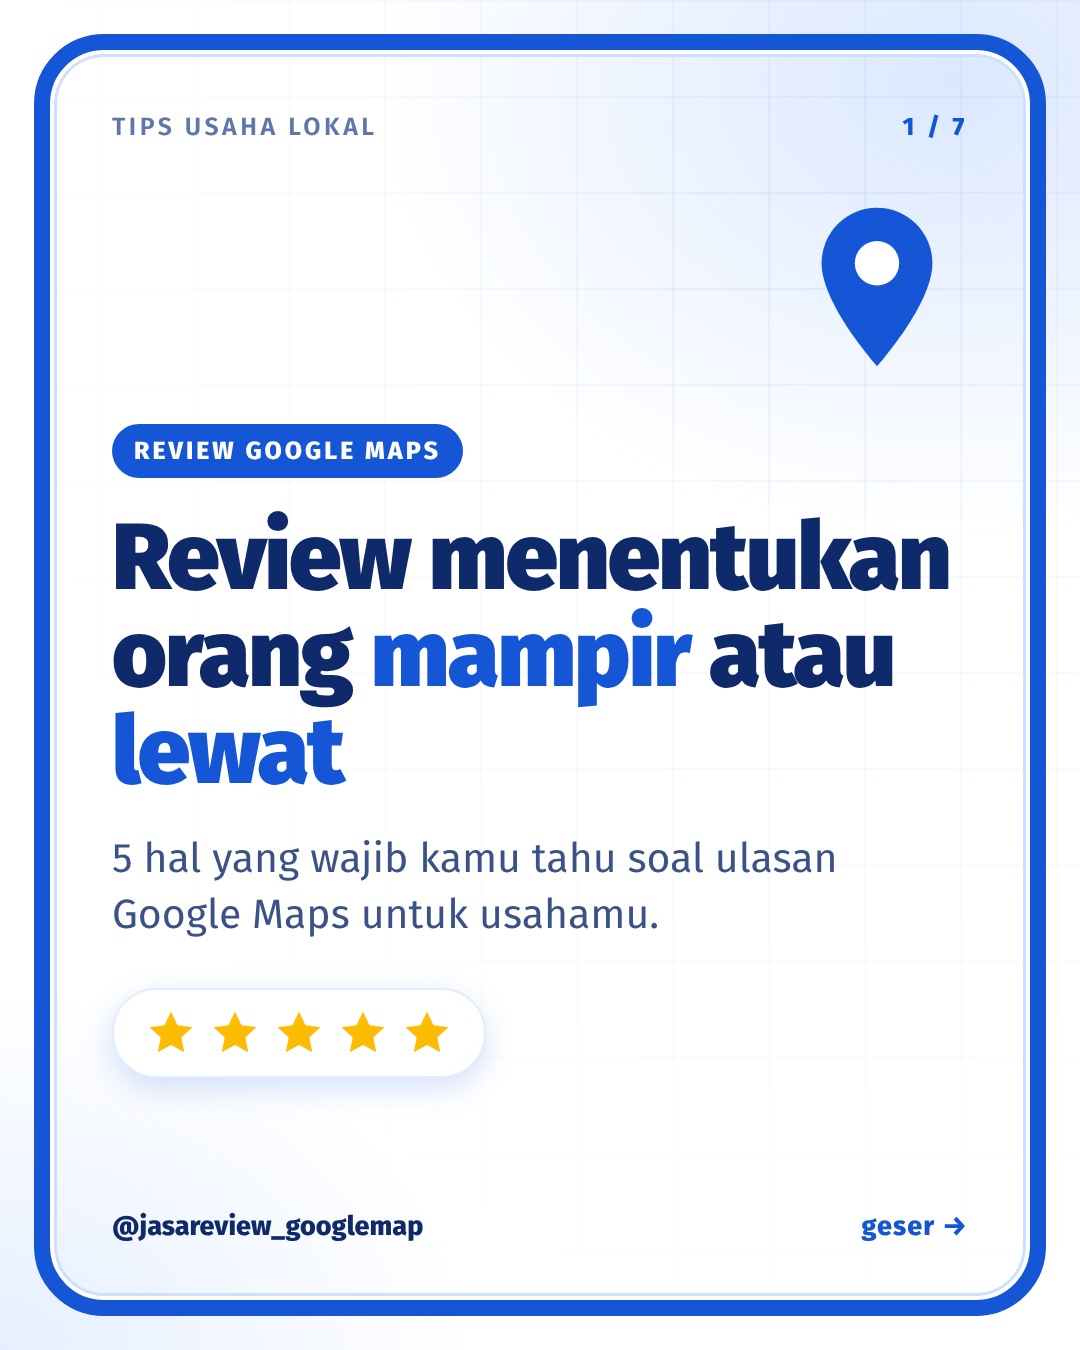 TIPS USAHA LOKAL
1 / 7
REVIEW GOOGLE MAPS
Review menentukan
orang mampir atau
lewat
5 hal yang wajib kamu tahu soal ulasan
Google Maps untuk usahamu.
@jasareview_googlemap
geser →